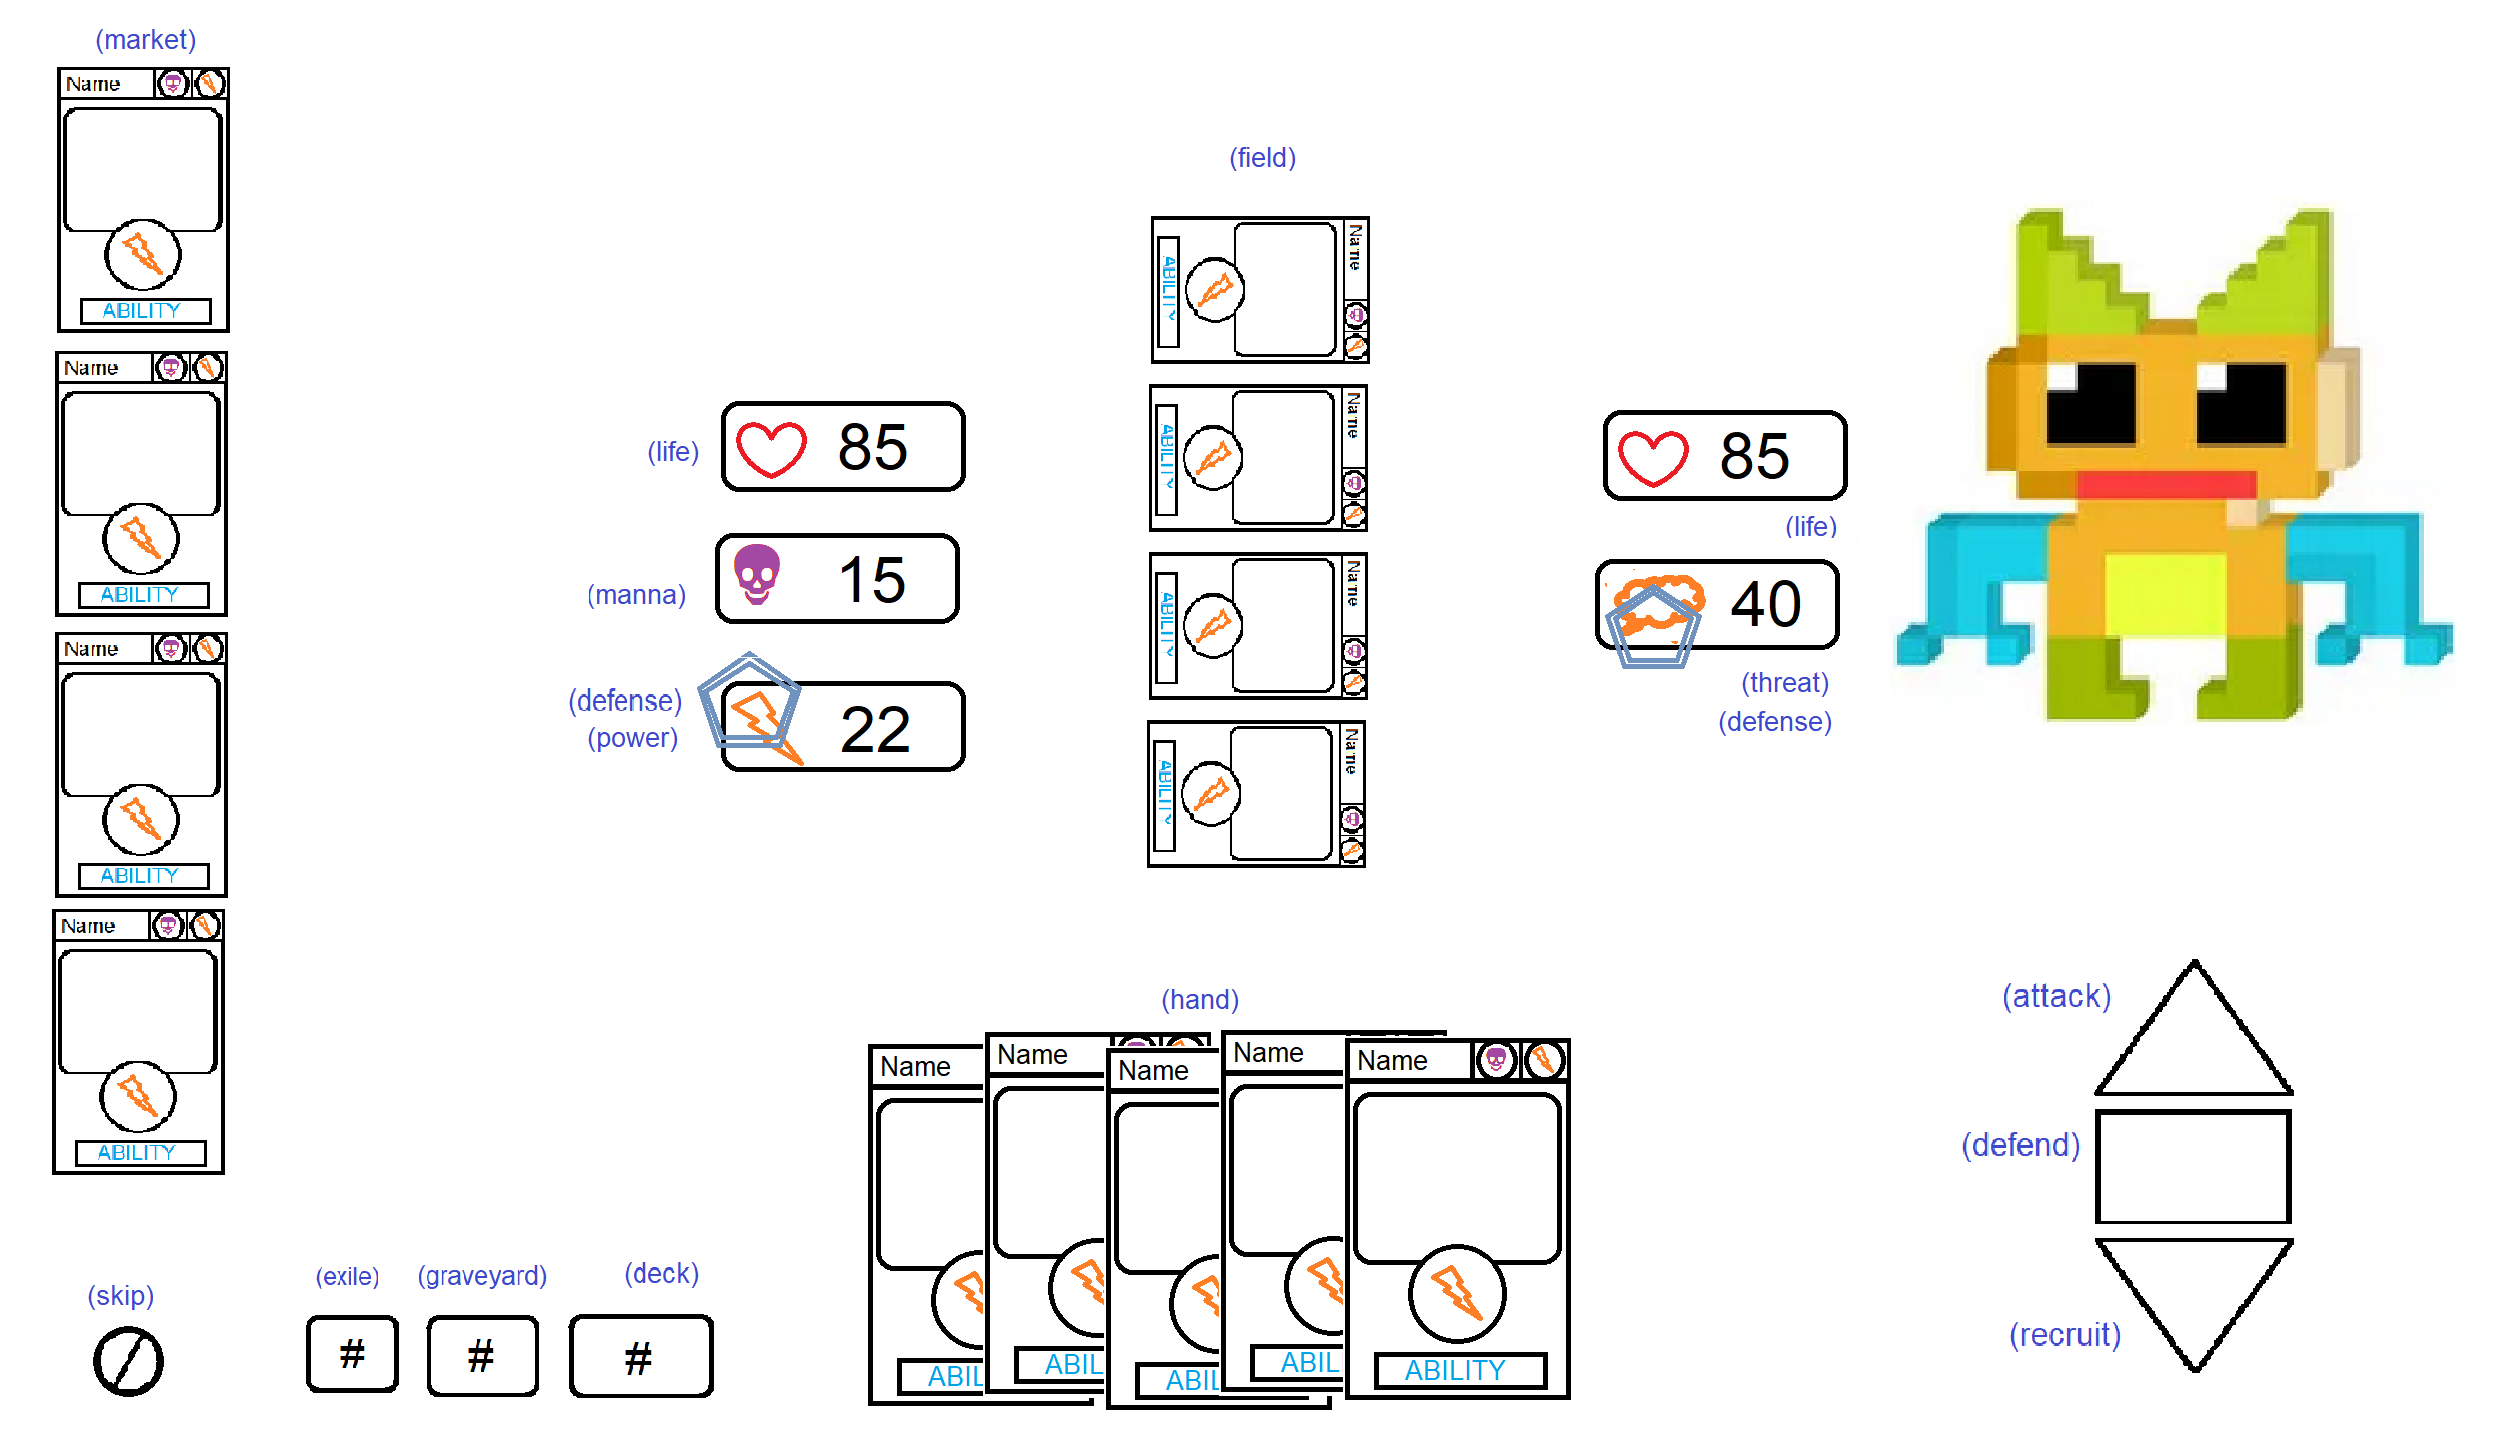 (market)
Name
ABILITY
Name
ABILITY
Name
ABILITY
Name
ABILITY
(life)
85
(manna)
15
(defense)
(power)
22
(field)
Name
ABILITY
Name
ABILITY
Name
ABILITY
Name
ABILITY
85
(life)
40
(threat)
(defense)
(hand)
Name
ABIL
Name
ABIL
Name
ABIL
Name
ABIL
Name
ABILITY
(attack)
(defend)
(recruit)
(skip)
(exile)
#
(graveyard)
#
(deck)
#